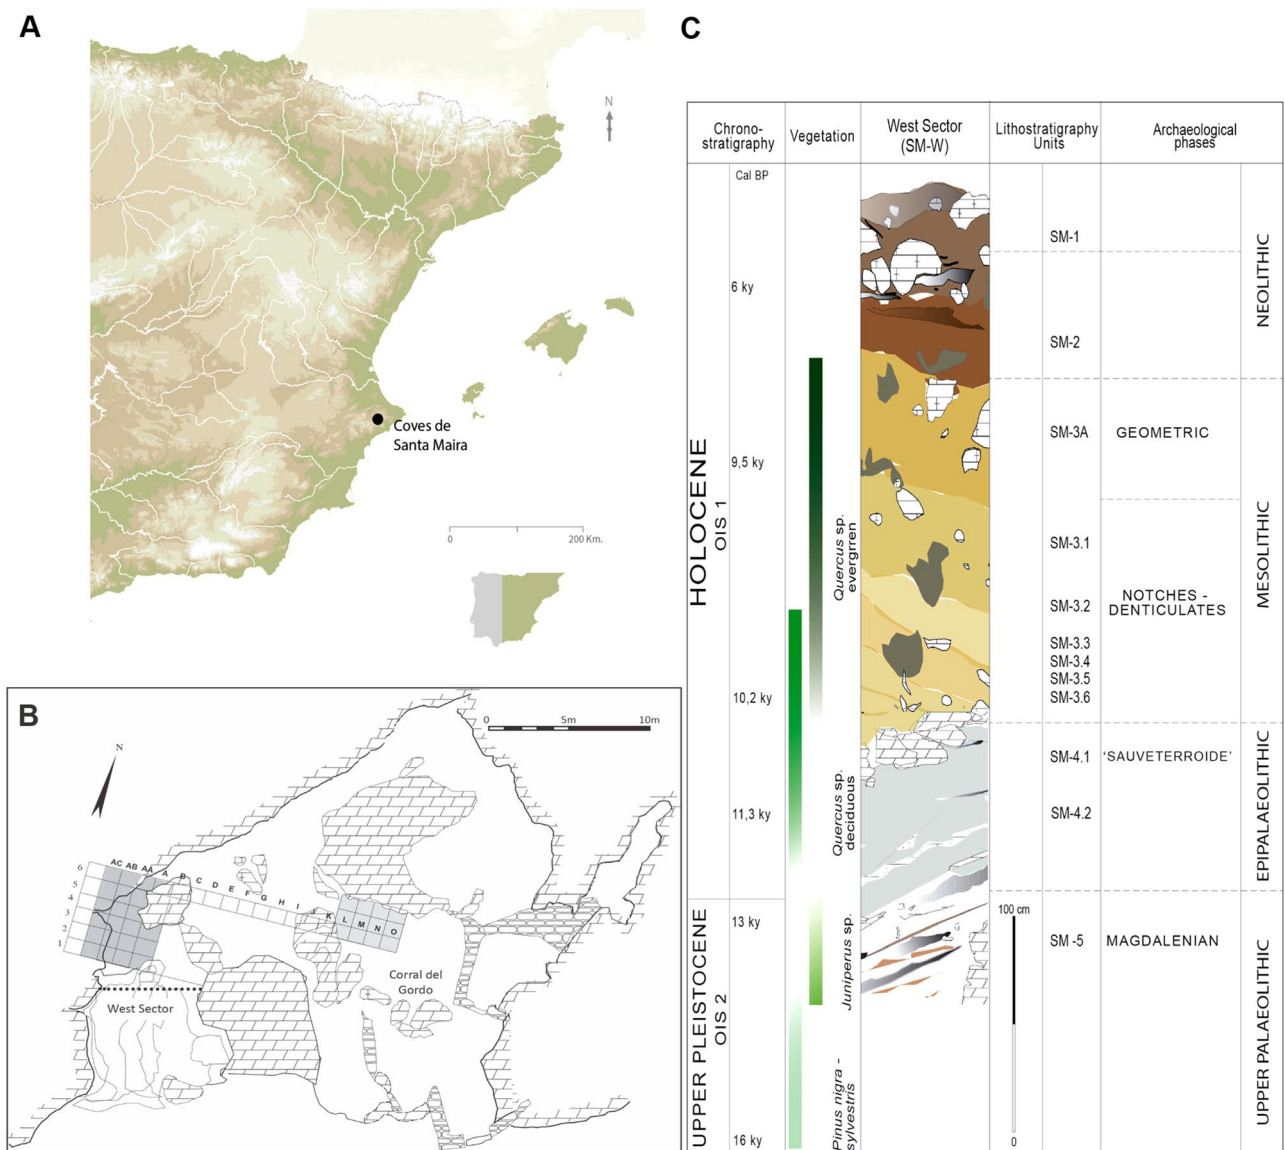 A
N
Coves de
Santa Maira
0
200 Km.
B
0
5m
10m
N
6
5
4
3
2
1
AC AB AA A B C D E F G H I J K L M N O
Corral del
Gordo
West Sector
C
Chrono-
stratigraphy
Vegetation
West Sector
(SM-W)
Lithostratigraphy
Units
Archaeological
phases
Cal BP
6 ky
9,5 ky
10,2 ky
11,3 ky
13 ky
16 ky
HOLOCENE
OIS 1
UPPER PLEISTOCENE
OIS 2
Quercus sp.
evergrren
Quercus sp.
deciduous
Juniperus sp.
Pinus nigra -
sylvestris
SM-1
SM-2
SM-3A
SM-3.1
SM-3.2
SM-3.3
SM-3.4
SM-3.5
SM-3.6
SM-4.1
SM-4.2
SM -5
GEOMETRIC
NOTCHES -
DENTICULATES
'SAUVETERROIDE'
MAGDALENIAN
NEOLITHIC
MESOLITHIC
EPIPALAEOLITHIC
UPPER PALAEOLITHIC
100 cm
0